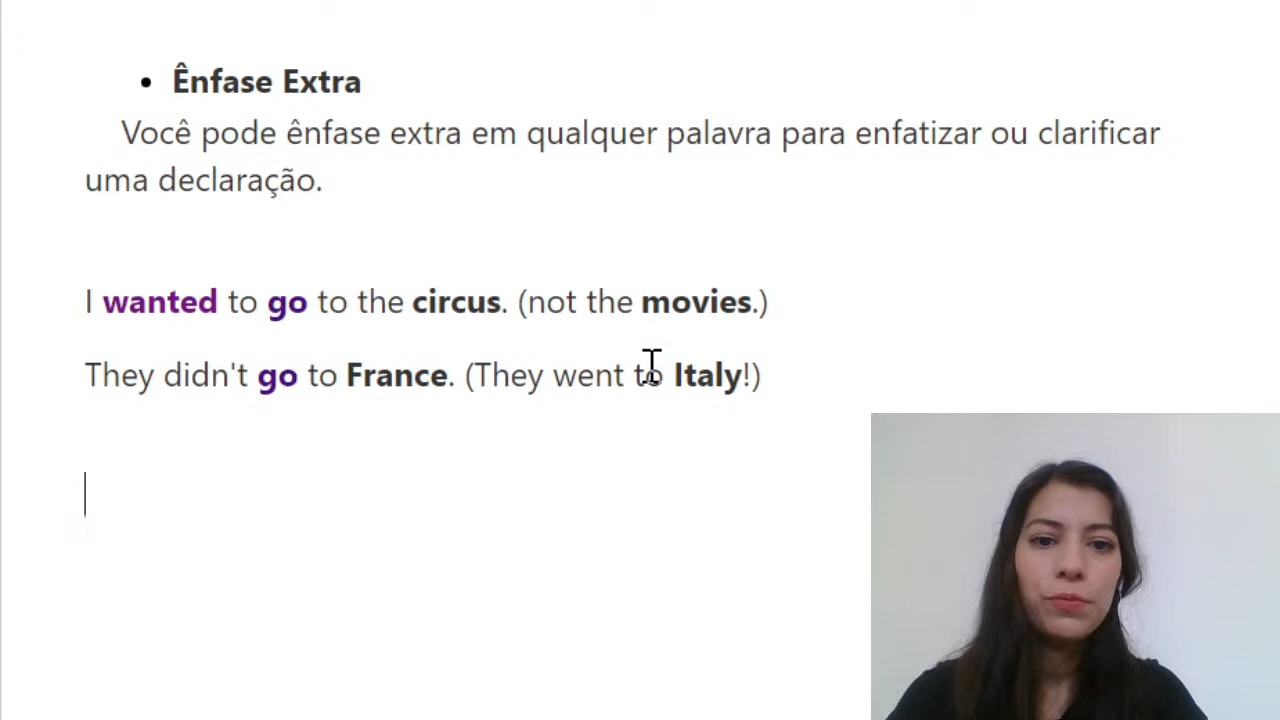 Ênfase Extra
Você pode ênfase extra em qualquer palavra para enfatizar ou clarificar
uma declaração.
I wanted to go to the circus. (not the movies.)
They didn't go to France. (They went to Italy!)